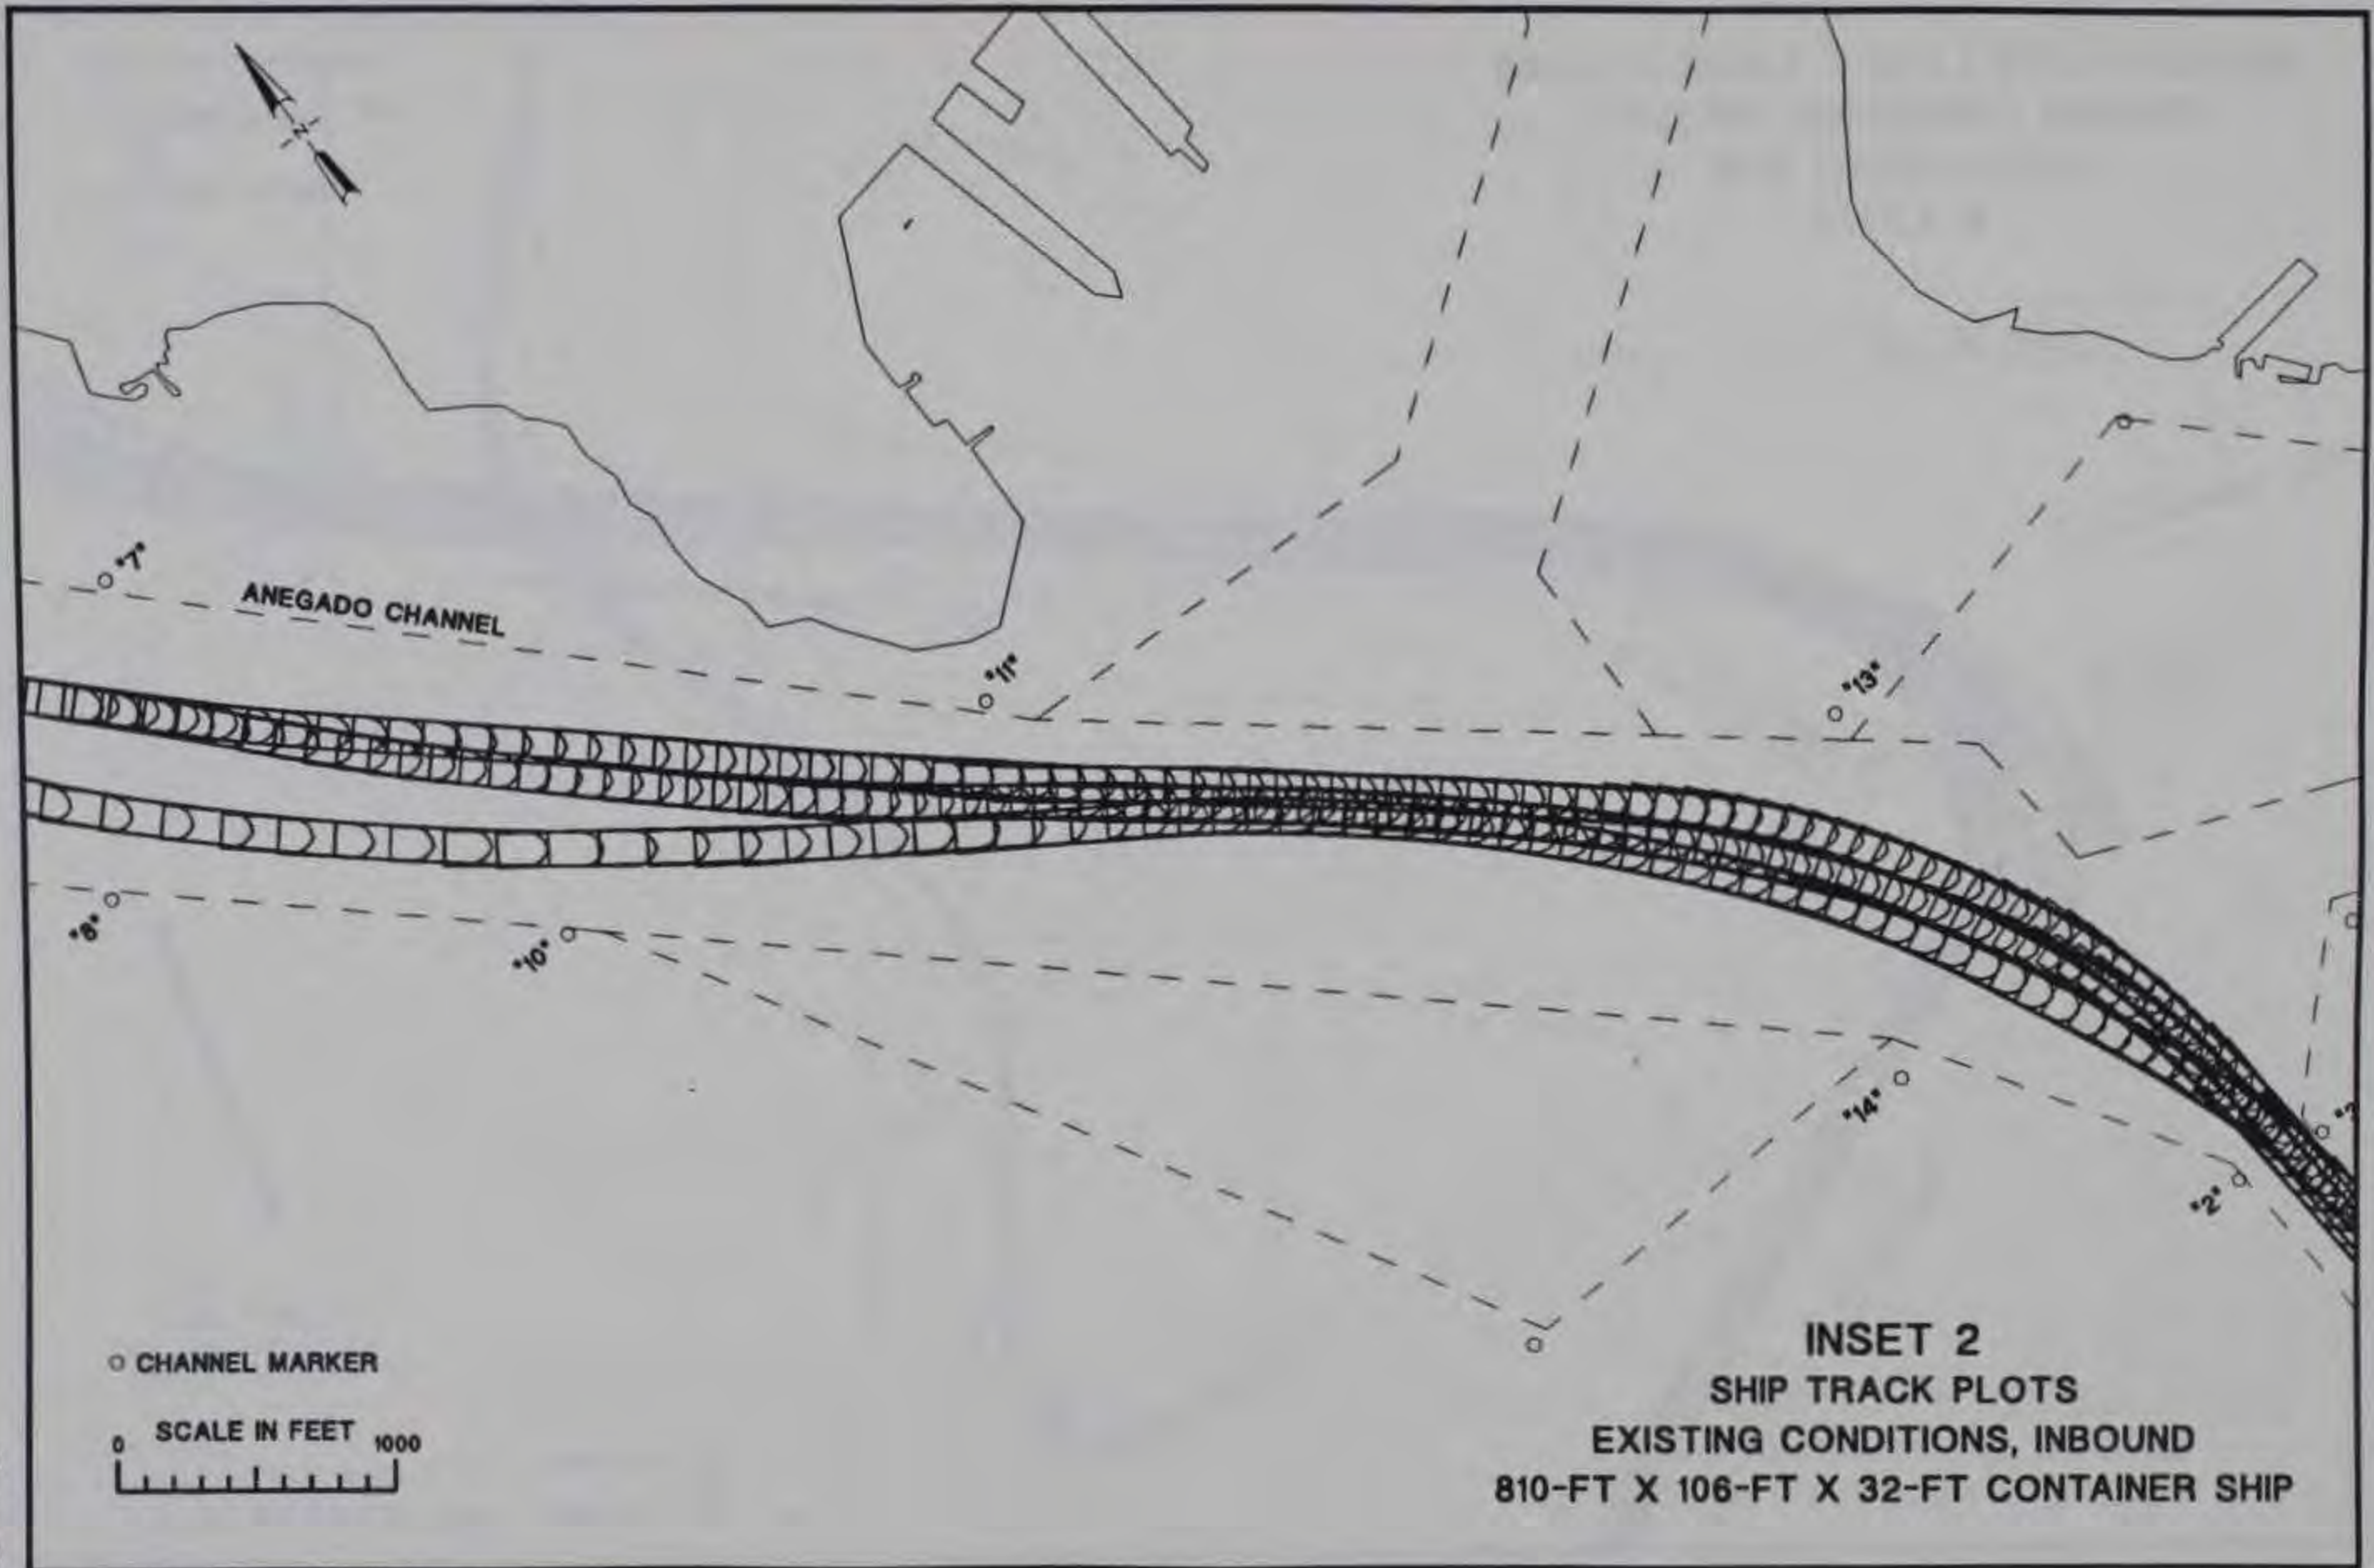 Z
"7"
ANEGADO CHANNEL
"11"
"13"
"8"
"10"
"14"
"2"
CHANNEL MARKER
SCALE IN FEET
0 1000
INSET 2
SHIP TRACK PLOTS
EXISTING CONDITIONS, INBOUND
810-FT X 106-FT X 32-FT CONTAINER SHIP